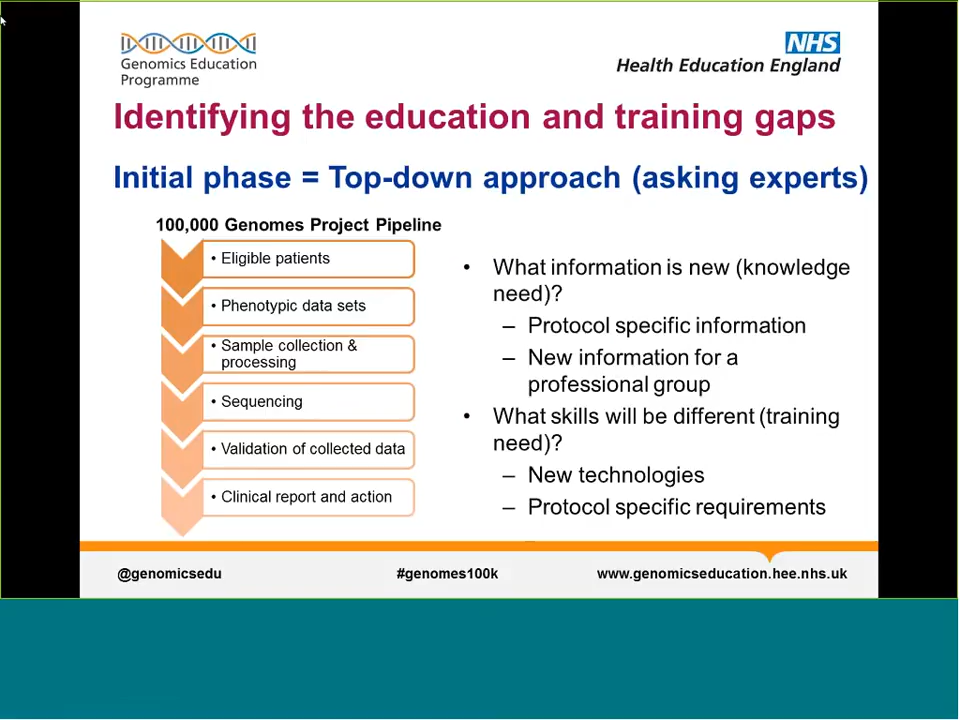 Genomics Education
Programme
NHS
Health Education England
Identifying the education and training gaps
Initial phase = Top-down approach (asking experts)
100,000 Genomes Project Pipeline
• Eligible patients
• Phenotypic data sets
• Sample collection &
processing
• Sequencing
• Validation of collected data
• Clinical report and action
• What information is new (knowledge
need)?
– Protocol specific information
– New information for a
professional group
• What skills will be different (training
need)?
– New technologies
– Protocol specific requirements
@genomicsedu
#genomes100k
www.genomicseducation.hee.nhs.uk